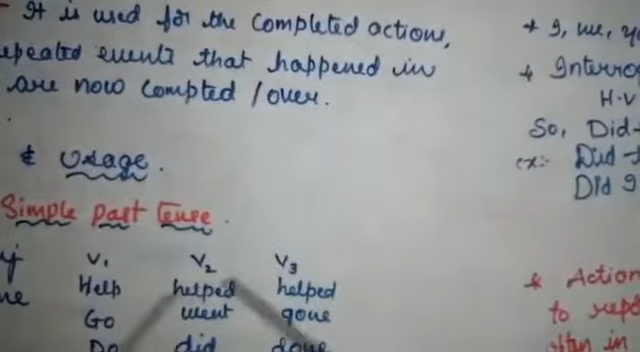 - It is used for the completed actions,
repeated events that happened in
are now compted / over.
Usage.
Simple Past Tense.
V1 V2 V3
Help helped helped
Go went gone
Do did done
+ I, we,
+ Interro
H.V
So, Did-
ex:- Did
Did I
* Action
to